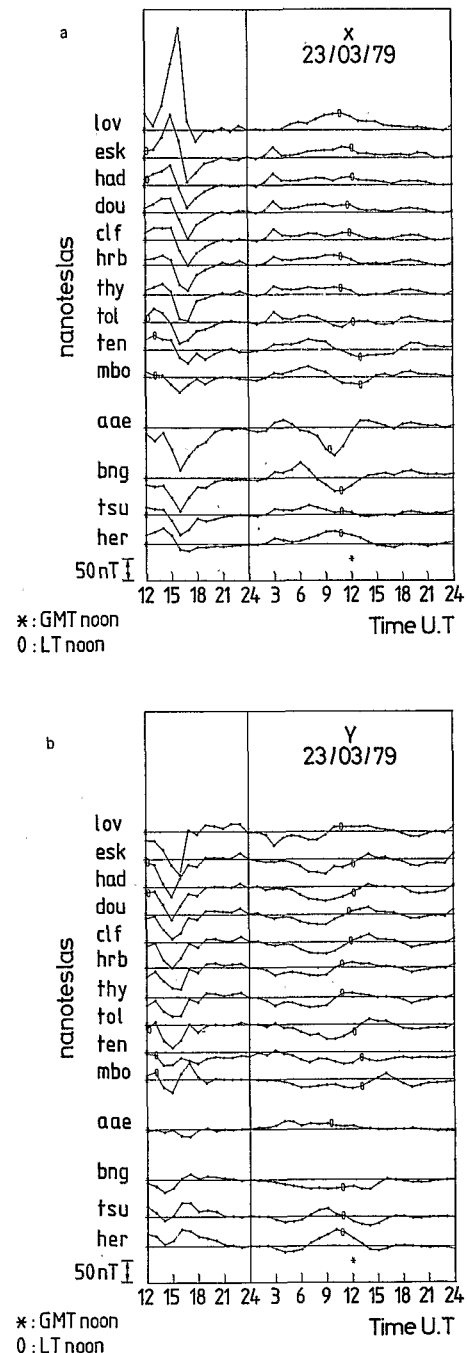 a
X
23/03/79
lov
esk
had
dou
clf
hrb
thy
tol
ten
mbo
aae
bng
tsu
her
nanoteslas
50nT
*
12 15 18 21 24 3 6 9 12 15 18 21 24
*: GMT noon
0: LT noon
Time U.T
b
Y
23/03/79
lov
esk
had
dou
clf
hrb
thy
tol
ten
mbo
aae
bng
tsu
her
nanoteslas
50nT
*
12 15 18 21 24 3 6 9 12 15 18 21 24
*: GMT noon
0: LT noon
Time U.T